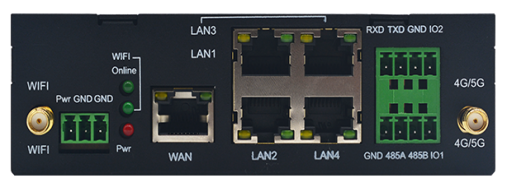 LAN3
LAN1
RXD TXD GND IO2
WIFI
Online
WIFI
4G/5G
Pwr GND GND
WIFI
Pwr
WAN
LAN2
LAN4
4G/5G
GND 485A 485B IO1